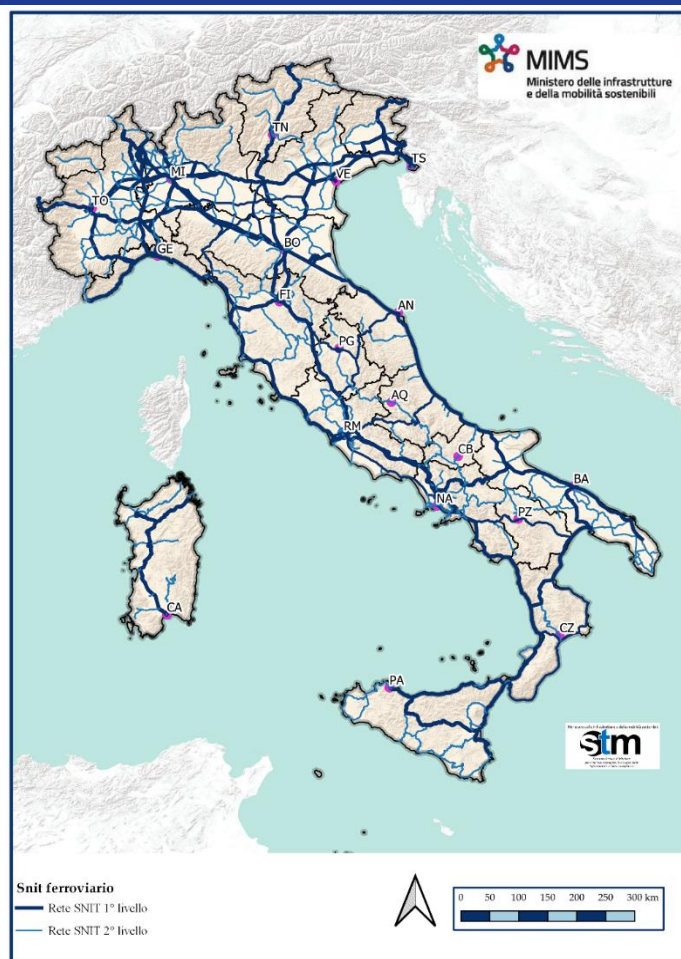 MIMS
Ministero delle infrastrutture
e della mobilità sostenibili
TN
TS
MI
VE
TO
GE
BO
FI
AN
PG
AQ
RM
CB
BA
NA
PZ
CA
CZ
PA
stm
Snit ferroviario
Rete SNIT 1° livello
Rete SNIT 2° livello
0 50 100 150 200 250 300 km